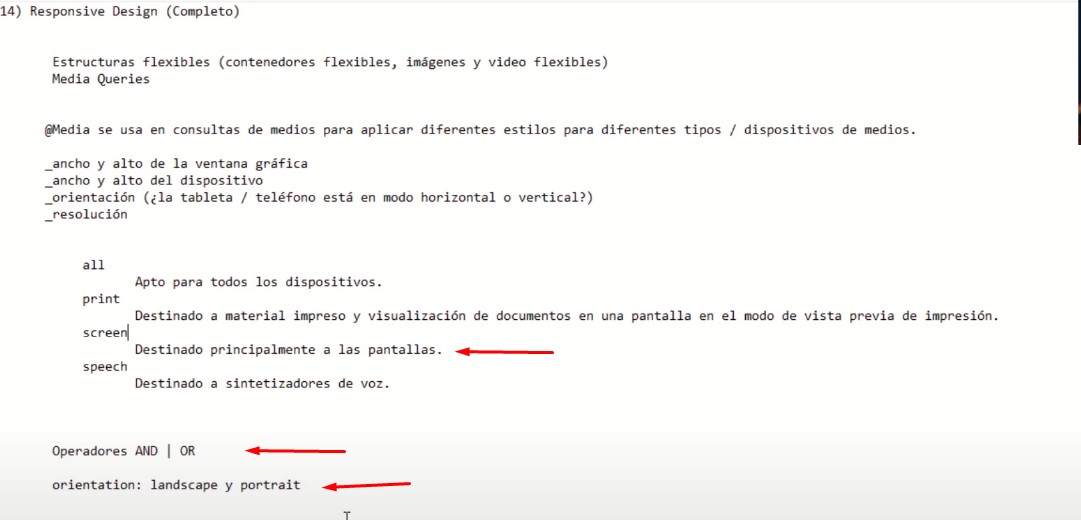 14) Responsive Design (Completo)
Estructuras flexibles (contenedores flexibles, imágenes y video flexibles)
Media Queries
@Media se usa en consultas de medios para aplicar diferentes estilos para diferentes tipos / dispositivos de medios.
_ancho y alto de la ventana gráfica
_ancho y alto del dispositivo
_orientación (¿la tableta / teléfono está en modo horizontal o vertical?)
_resolución
all
Apto para todos los dispositivos.
print
Destinado a material impreso y visualización de documentos en una pantalla en el modo de vista previa de impresión.
screen
Destinado principalmente a las pantallas.
speech
Destinado a sintetizadores de voz.
Operadores AND | OR
orientation: landscape y portrait